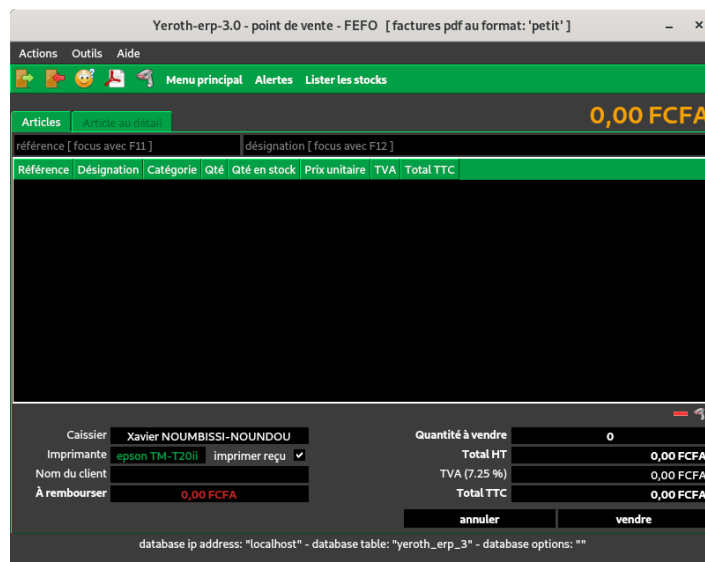 Yeroth-erp-3.0 - point de vente - FEFO [ factures pdf au format: 'petit' ]
Actions Outils Aide
Menu principal Alertes Lister les stocks
0,00 FCFA
Articles Article au détail
référence [ focus avec F11 ] désignation [ focus avec F12 ]
Référence Désignation Catégorie Qté Qté en stock Prix unitaire TVA Total TTC
Caissier Xavier NOUMBISSI-NOUNDOU Quantité à vendre 0
Imprimante epson TM-T20ii imprimer reçu Total HT 0,00 FCFA
Nom du client TVA (7.25 %) 0,00 FCFA
À rembourser 0,00 FCFA Total TTC 0,00 FCFA
annuler vendre
database ip address: "localhost" - database table: "yeroth_erp_3" - database options: ""